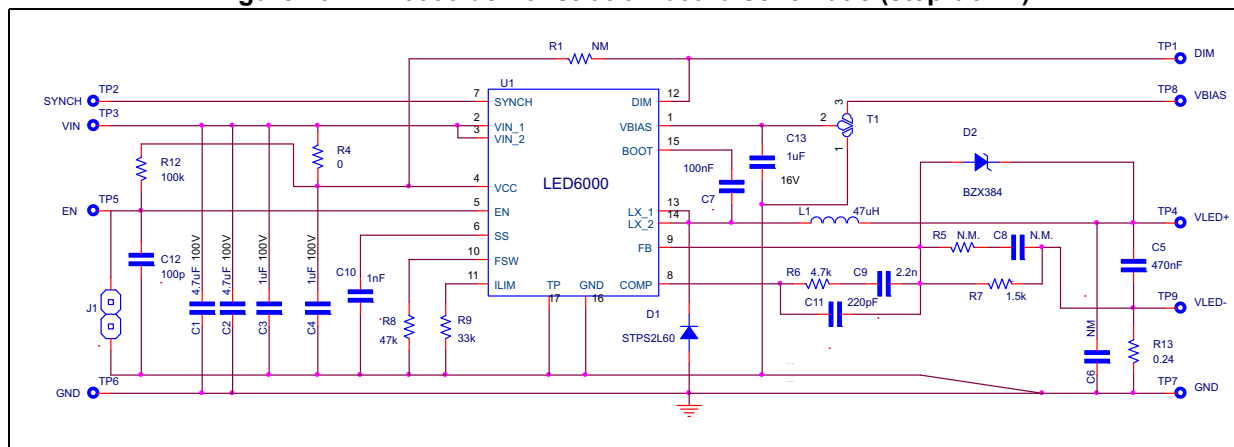 R1 NM
TP1 DIM
U1
TP2 SYNCH
7 SYNCH
DIM 12
TP8 VBIAS
TP3 VIN
2 VIN_1
3 VIN_2
VBIAS 1
3
2 T1
1
BOOT 15
C13
1uF
16V
D2
BZX384
R12
100k
R4
0
100nF
C7
LED6000
4 VCC
TP5 EN
5 EN
LX_1 13
LX_2 14
L1 47uH
TP4 VLED+
6 SS
FB 9
R5 N.M. C8 N.M.
C12
100p
10 FSW
C10
1nF
C5
470nF
11 ILIM
TP
17
GND
16
COMP 8
R6 4.7k C9 2.2n
C11 220pF
R7 1.5k
TP9 VLED-
J1
C1 4.7uF 100V
C2 4.7uF 100V
C3 1uF 100V
C4 1uF 100V
R8
47k
R9
33k
D1
STPS2L60
C6 NM
R13
0.24
TP6 GND
TP7 GND